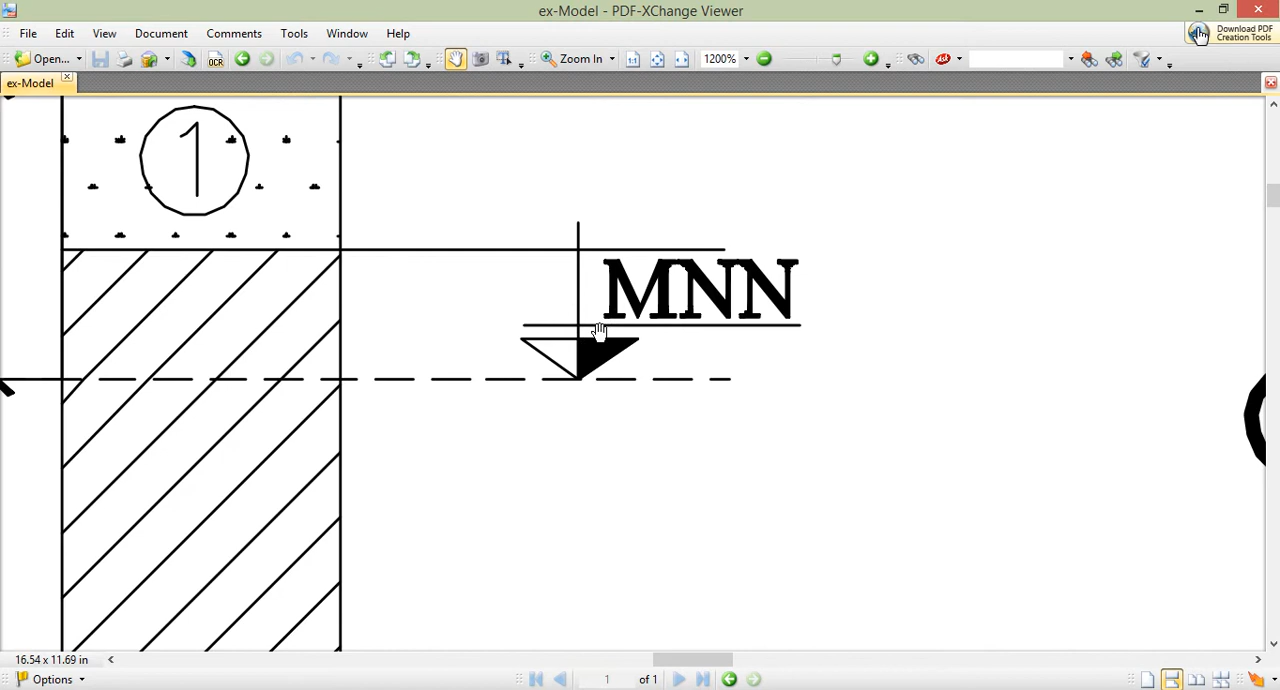 ex-Model - PDF-XChange Viewer
File Edit View Document Comments Tools Window Help
Download PDF
Creation Tools
Open... OCR Zoom In 1200%
ex-Model
1
MNN
16.54 x 11.69 in
Options 1 of 1